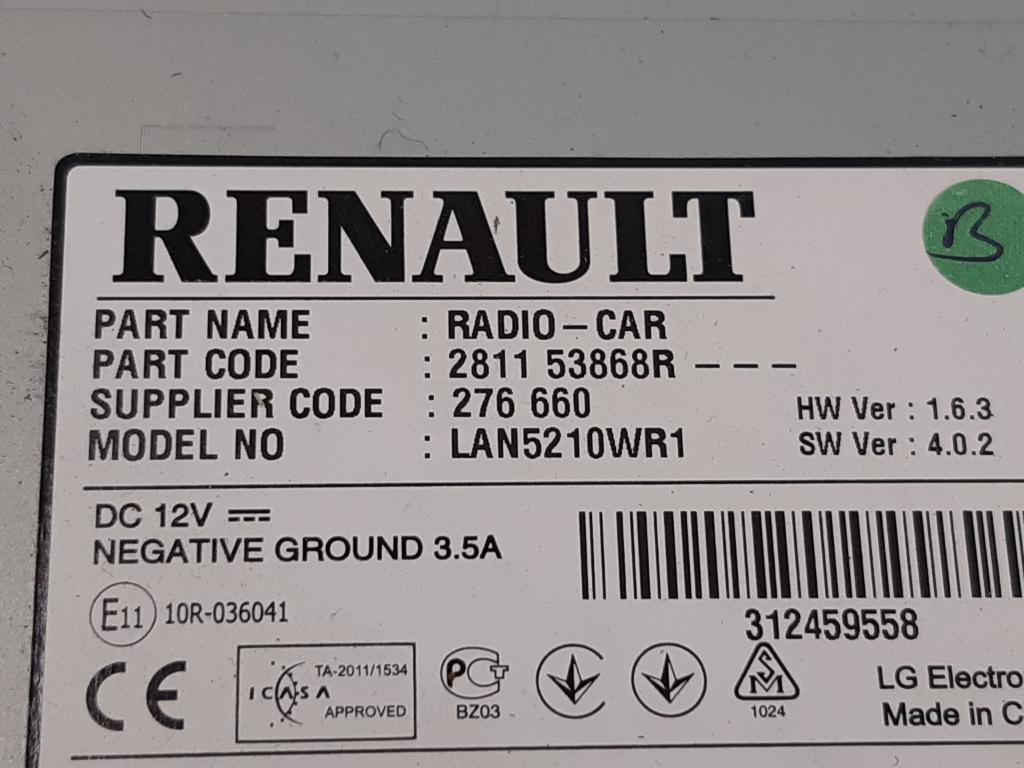 RENAULT
B
PART NAME : RADIO-CAR
PART CODE : 2811 53868R ---
SUPPLIER CODE : 276 660
HW Ver : 1.6.3
MODEL NO : LAN5210WR1
SW Ver : 4.0.2
DC 12V
NEGATIVE GROUND 3.5A
E11 10R-036041
312459558
CE
ICASA
TA-2011/1534
APPROVED
PCT
BZ03
SM
1024
LG Electro
Made in C